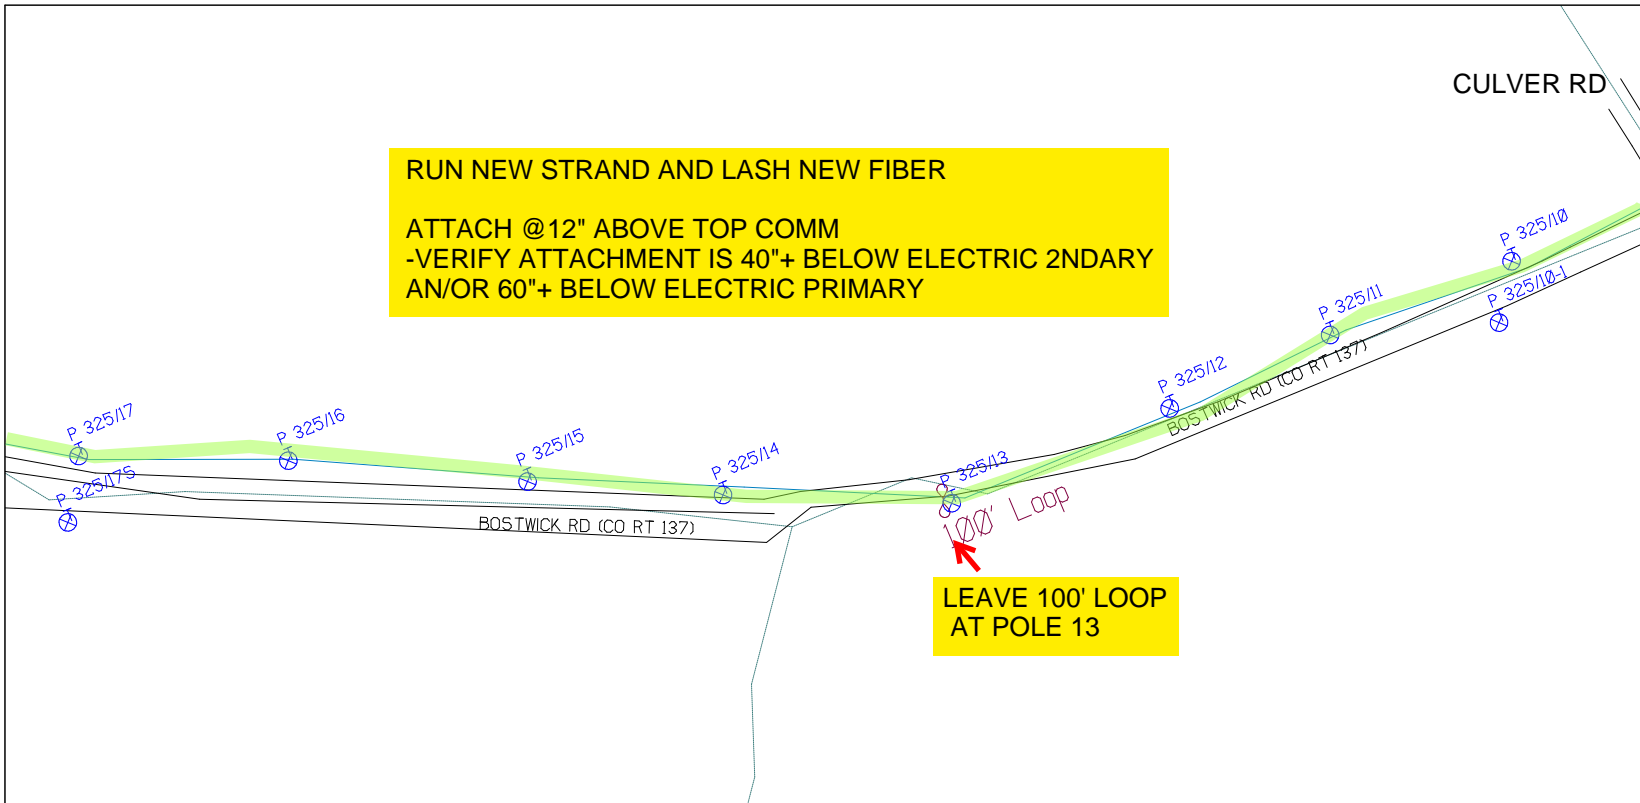 CULVER RD
RUN NEW STRAND AND LASH NEW FIBER
ATTACH @12" ABOVE TOP COMM
-VERIFY ATTACHMENT IS 40"+ BELOW ELECTRIC 2NDARY
AN/OR 60"+ BELOW ELECTRIC PRIMARY
P 325/10
P 325/10-1
P 325/11
P 325/12
BOSTWICK RD (CO RT 137)
P 325/17
P 325/16
P 325/15
P 325/14
P 325/13
P 325/175
BOSTWICK RD (CO RT 137)
100' Loop
LEAVE 100' LOOP
AT POLE 13